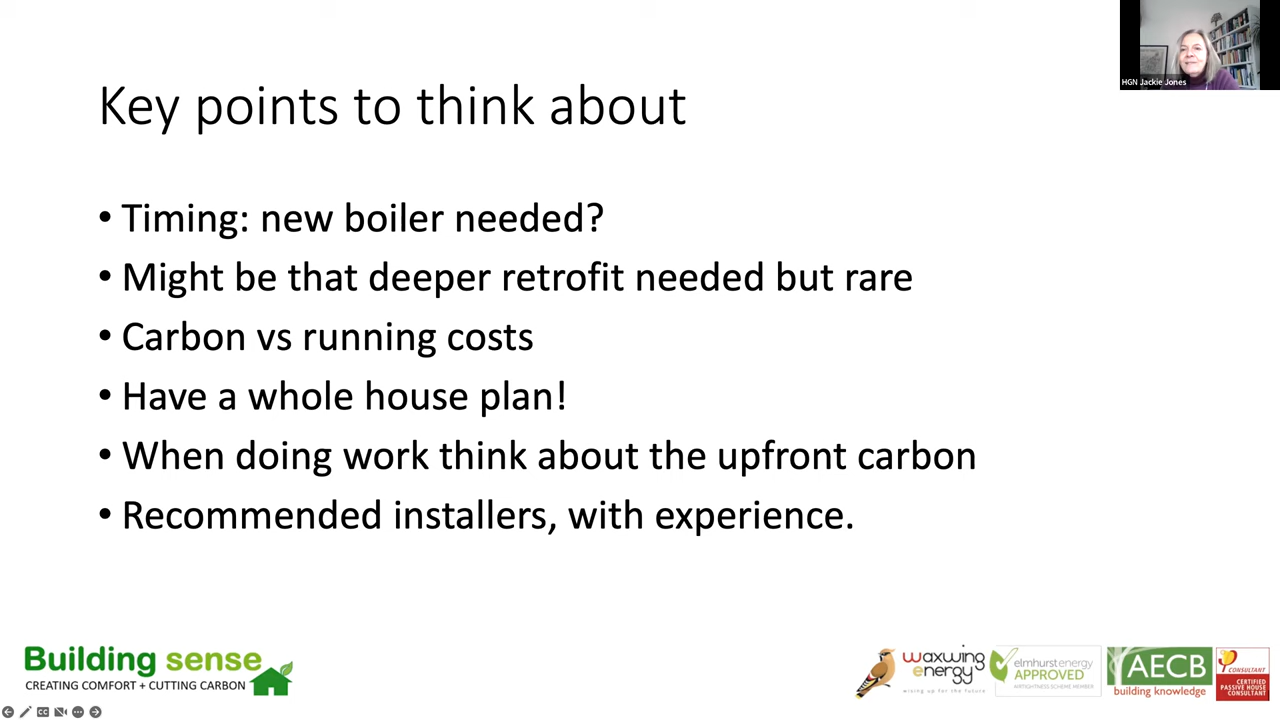 HGN Jackie Jones
Key points to think about
• Timing: new boiler needed?
• Might be that deeper retrofit needed but rare
• Carbon vs running costs
• Have a whole house plan!
• When doing work think about the upfront carbon
• Recommended installers, with experience.
Building sense
CREATING COMFORT + CUTTING CARBON
waxwing
energy
wising up for the future
elmhurstenergy
APPROVED
AIRTIGHTNESS SCHEME MEMBER
AECB
building knowledge
CONSULTANT
CERTIFIED
PASSIVE HOUSE
CONSULTANT
CC